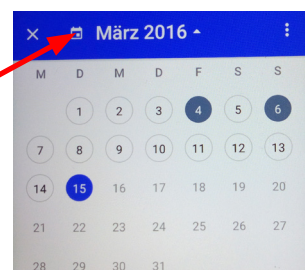 × März 2016
M D M D F S S
1 2 3 4 5 6
7 8 9 10 11 12 13
14 15 16 17 18 19 20
21 22 23 24 25 26 27
28 29 30 31